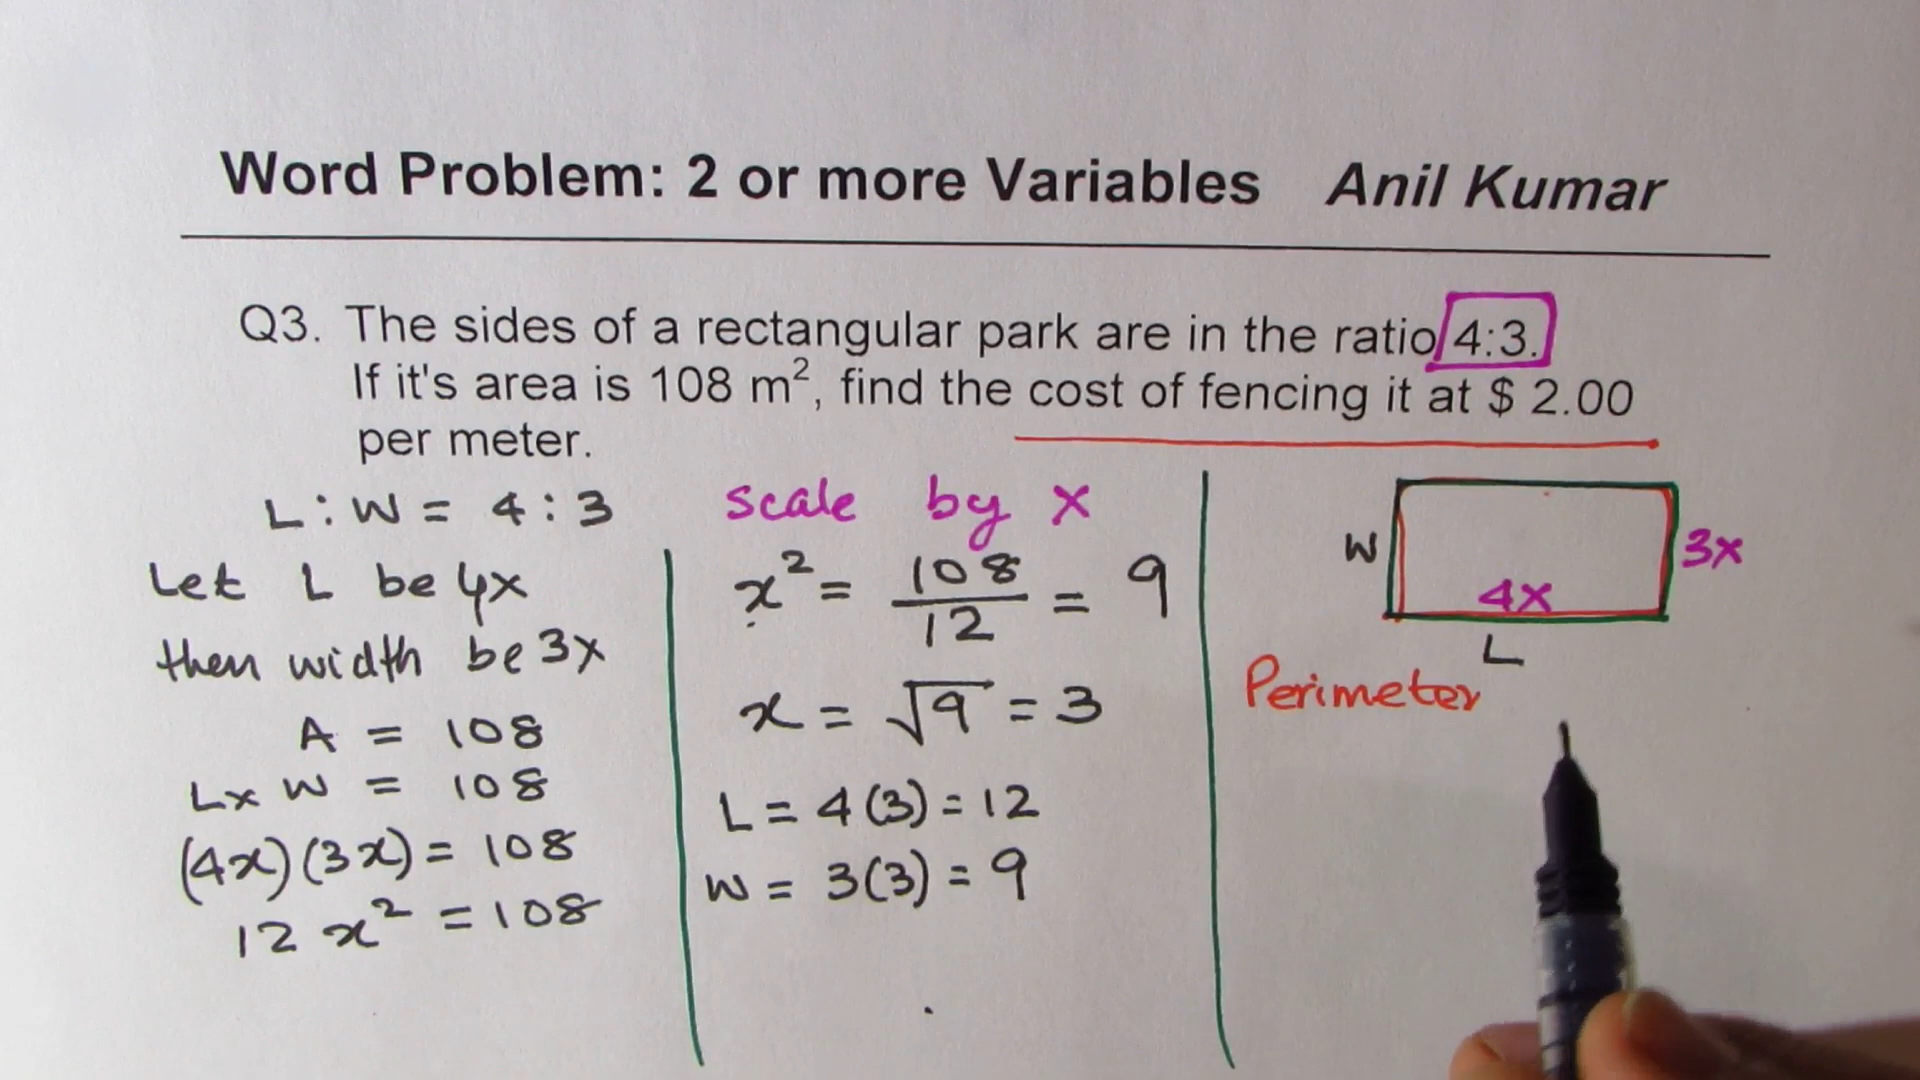 Word Problem: 2 or more Variables Anil Kumar
Q3. The sides of a rectangular park are in the ratio 4:3.
If it's area is 108 m², find the cost of fencing it at $ 2.00
per meter.
L : W = 4 : 3
Let L be 4x
then width be 3x
A = 108
L x W = 108
(4x)(3x) = 108
12 x² = 108
scale by x
x² = 108/12 = 9
x = √9 = 3
L = 4(3) = 12
W = 3(3) = 9
W
3x
4x
L
Perimeter